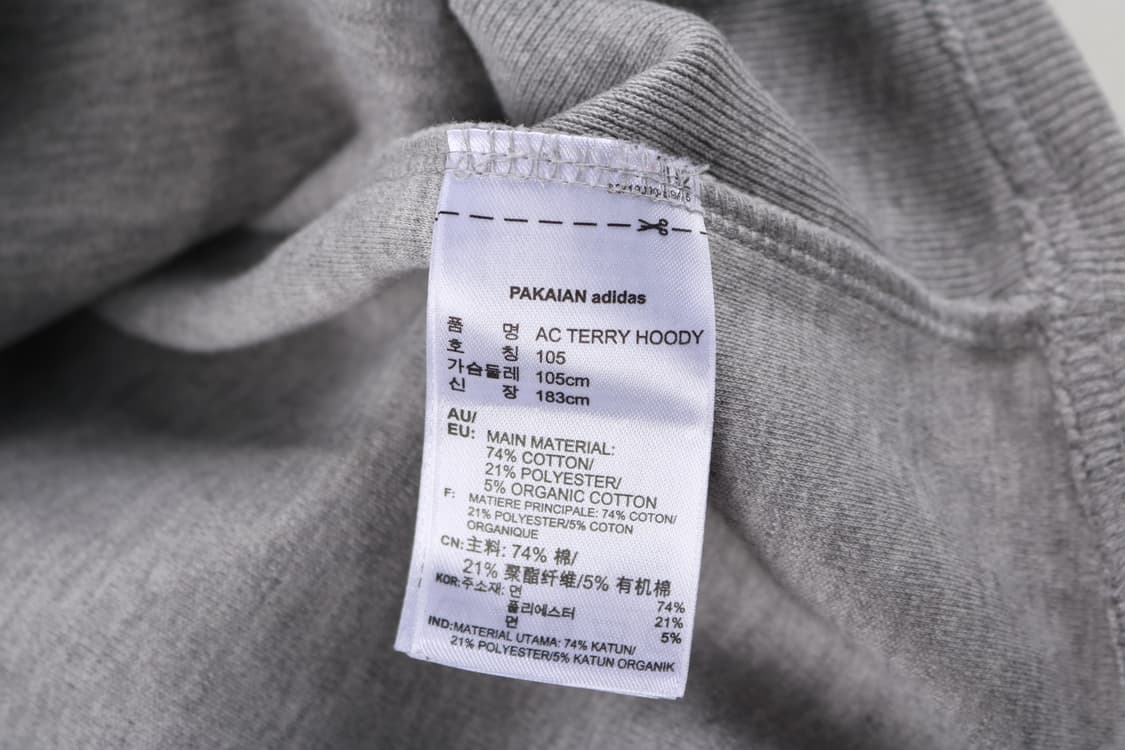 PAKAIAN adidas
품 명 AC TERRY HOODY
호 칭 105
가슴둘레 105cm
신 장 183cm
AU/
EU: MAIN MATERIAL:
74% COTTON/
21% POLYESTER/
5% ORGANIC COTTON
F: MATIERE PRINCIPALE: 74% COTON/
21% POLYESTER/5% COTON
ORGANIQUE
CN:主料: 74% 棉/
21% 聚酯纤维/5% 有机棉
KOR:주소재: 면 74%
폴리에스터 21%
면 5%
IND:MATERIAL UTAMA: 74% KATUN/
21% POLYESTER/5% KATUN ORGANIK